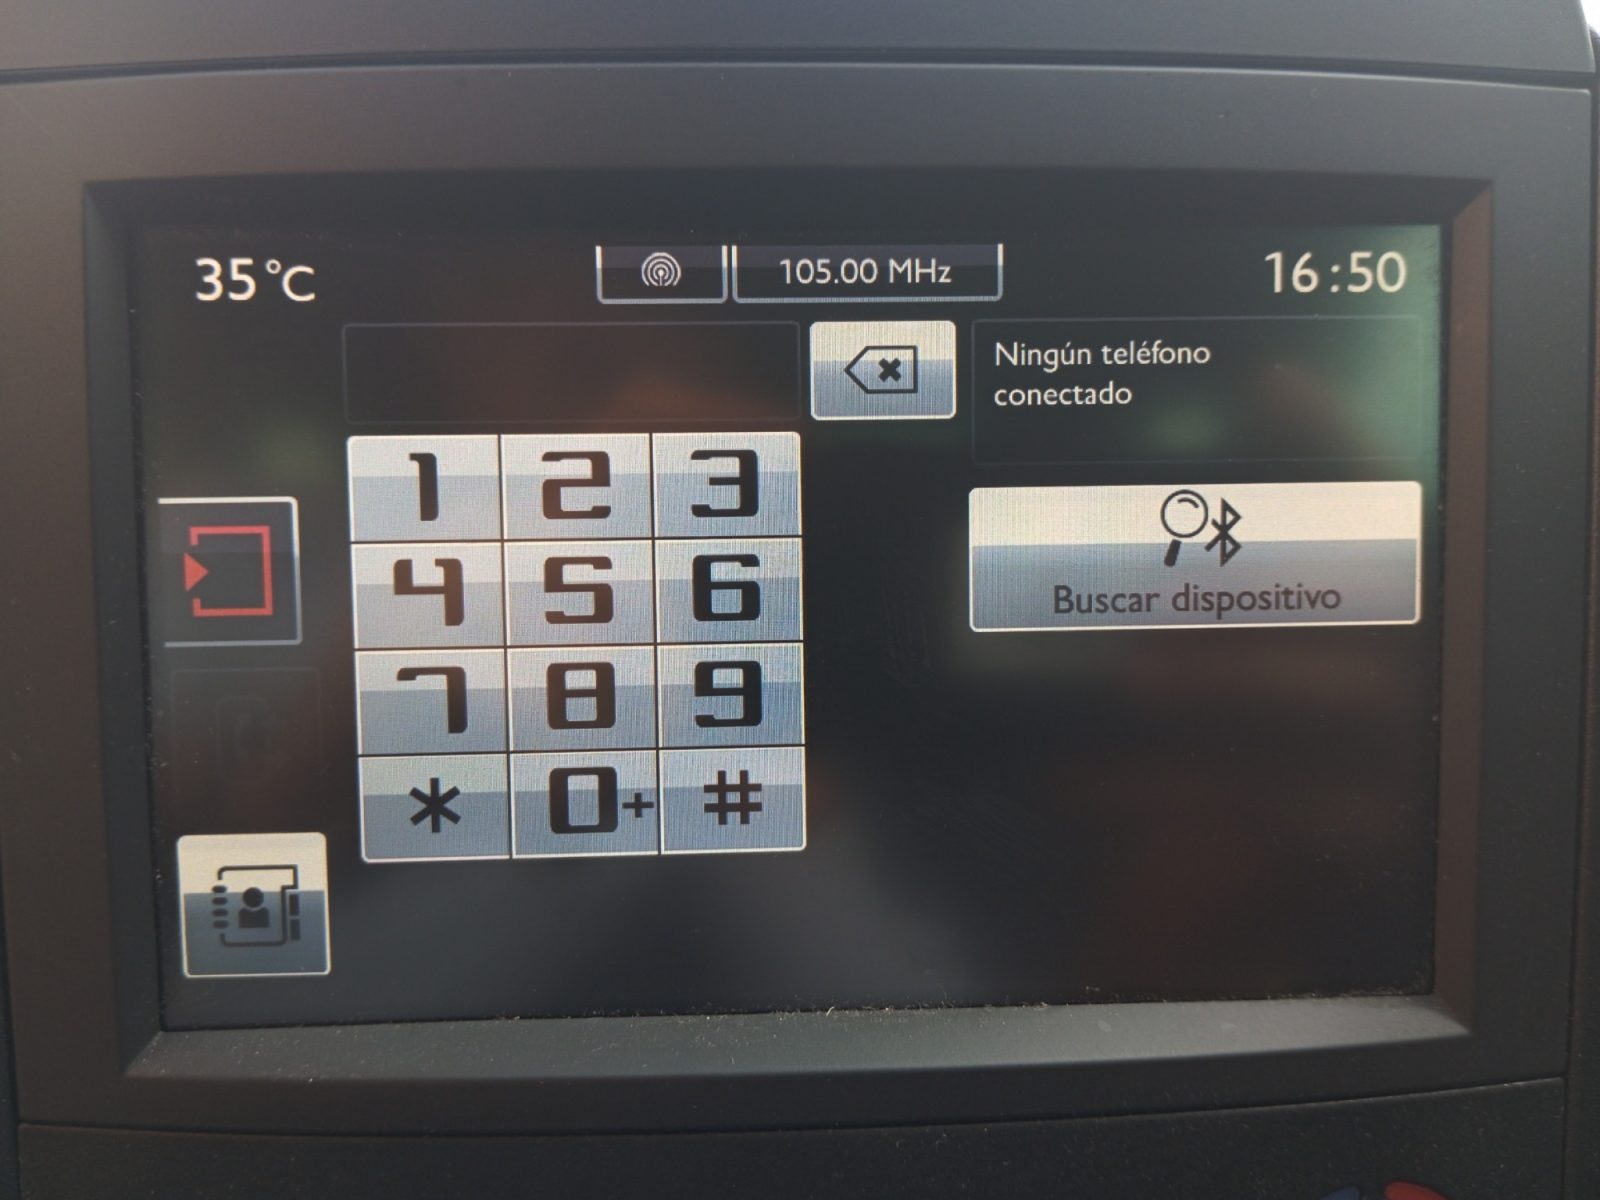 35°C
105.00 MHz
16:50
Ningún teléfono
conectado
1 2 3
4 5 6
7 8 9
* 0+ #
Buscar dispositivo